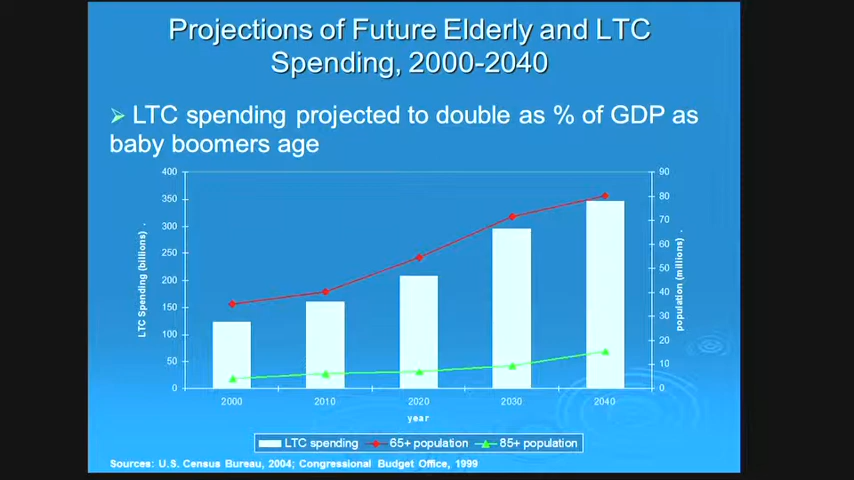 Projections of Future Elderly and LTC
Spending, 2000-2040
➢ LTC spending projected to double as % of GDP as
baby boomers age
400
350
300
250
200
150
100
50
0
LTC Spending (billions) .
90
80
70
60
50
40
30
20
10
0
population (millions) .
2000 2010 2020 2030 2040
year
LTC spending 65+ population 85+ population
Sources: U.S. Census Bureau, 2004; Congressional Budget Office, 1999